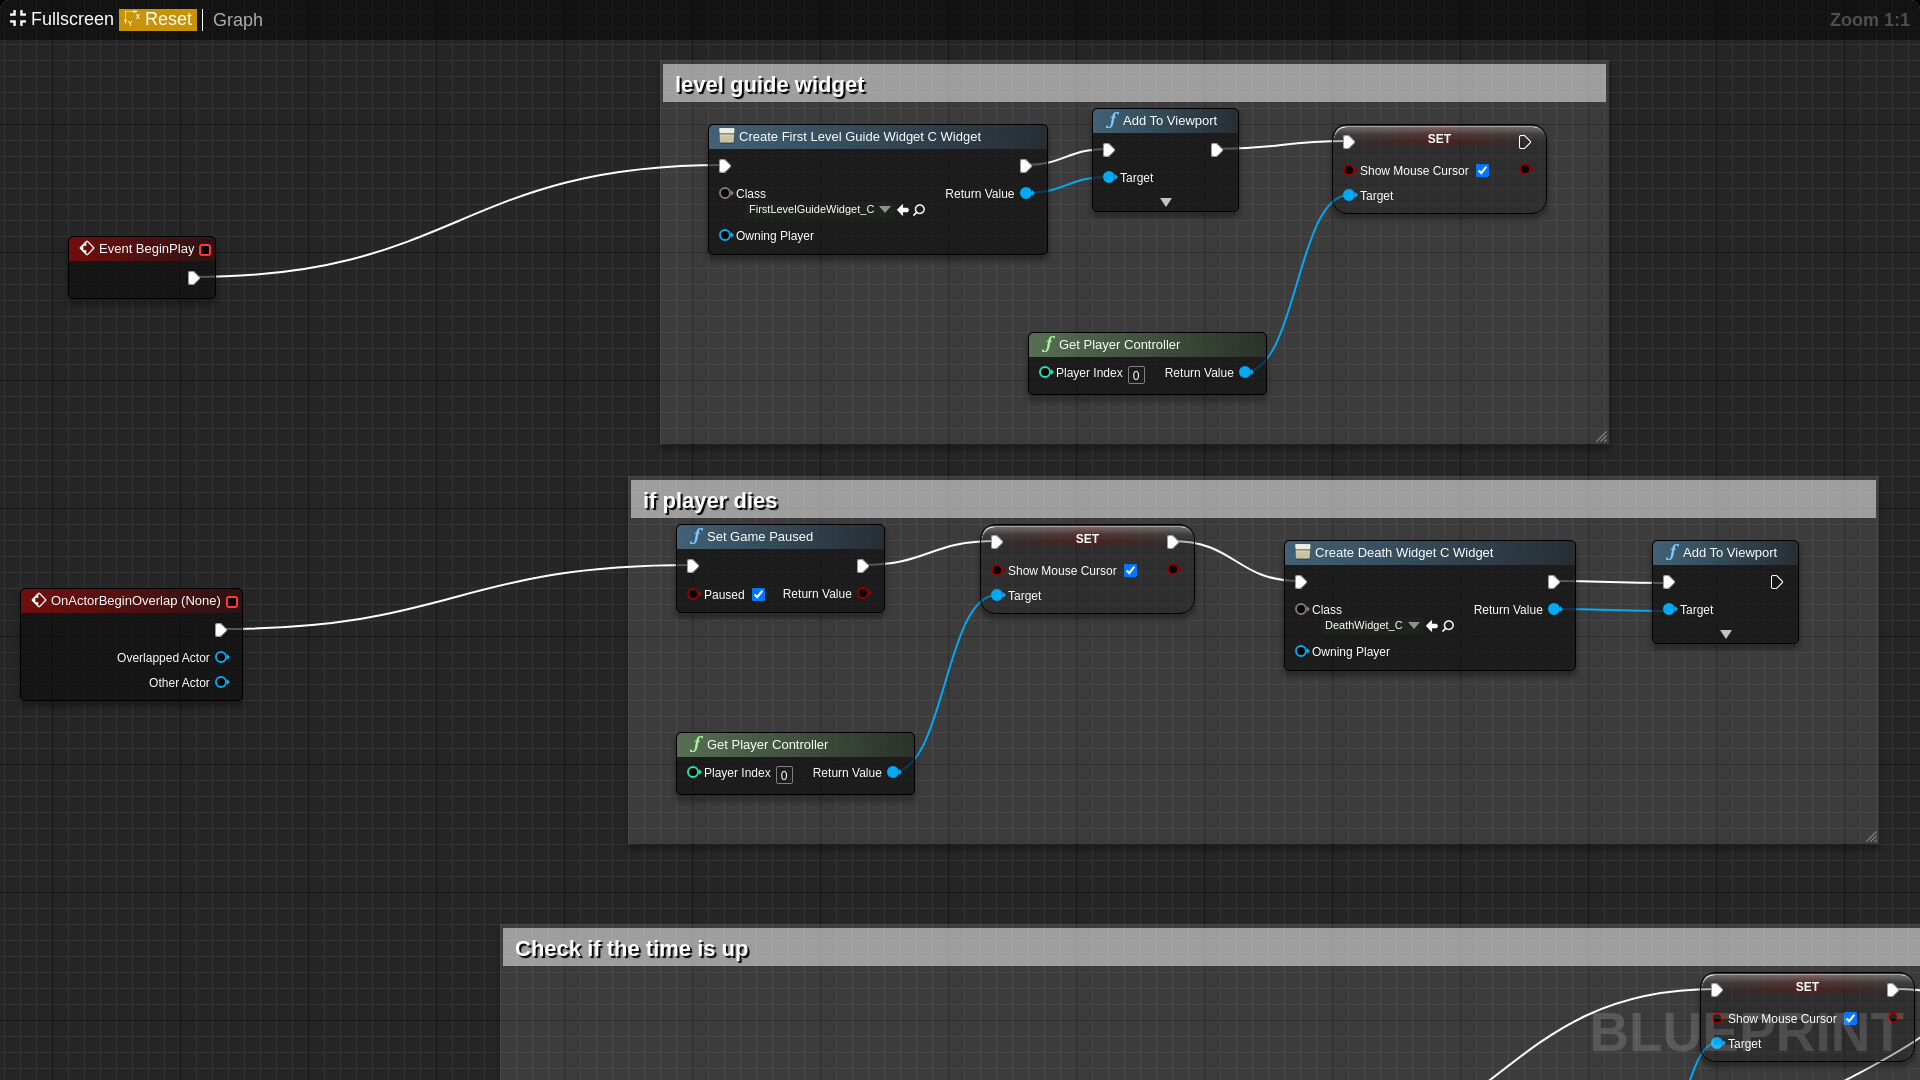 Fullscreen Reset Graph Zoom 1:1
level guide widget
Create First Level Guide Widget C Widget
Class
Return Value
FirstLevelGuideWidget_C
Owning Player
Add To Viewport
Target
SET
Show Mouse Cursor
Target
Event BeginPlay
Get Player Controller
Player Index 0 Return Value
if player dies
Set Game Paused
Paused Return Value
SET
Show Mouse Cursor
Target
Create Death Widget C Widget
Class
Return Value
DeathWidget_C
Owning Player
Add To Viewport
Target
OnActorBeginOverlap (None)
Overlapped Actor
Other Actor
Get Player Controller
Player Index 0 Return Value
Check if the time is up
SET
Show Mouse Cursor
Target
BLUEPRINT